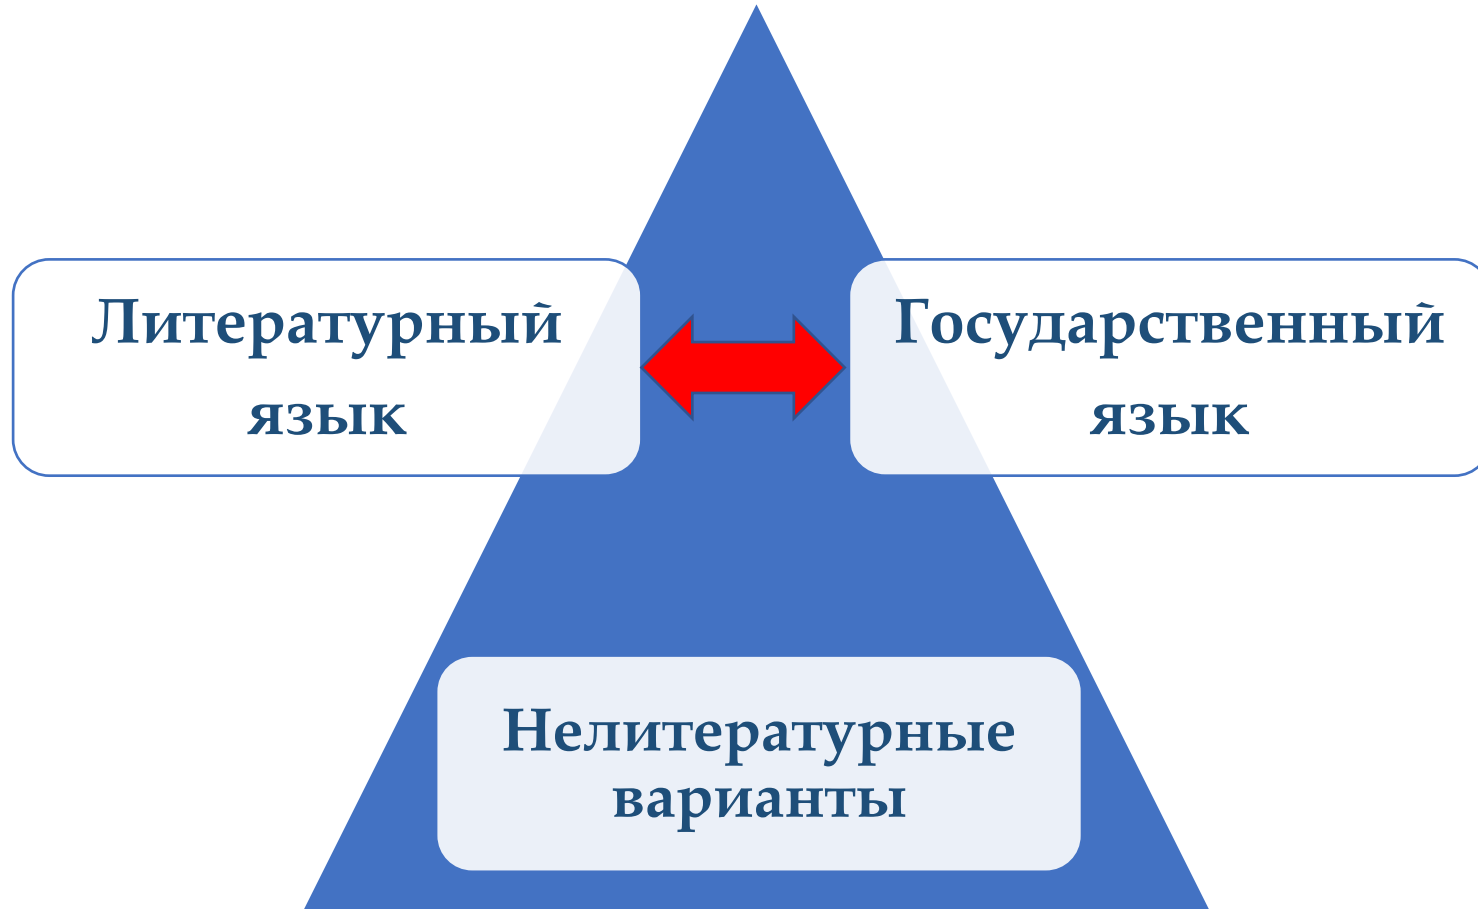 Литературный
язык
Государственный
язык
Нелитературные
варианты